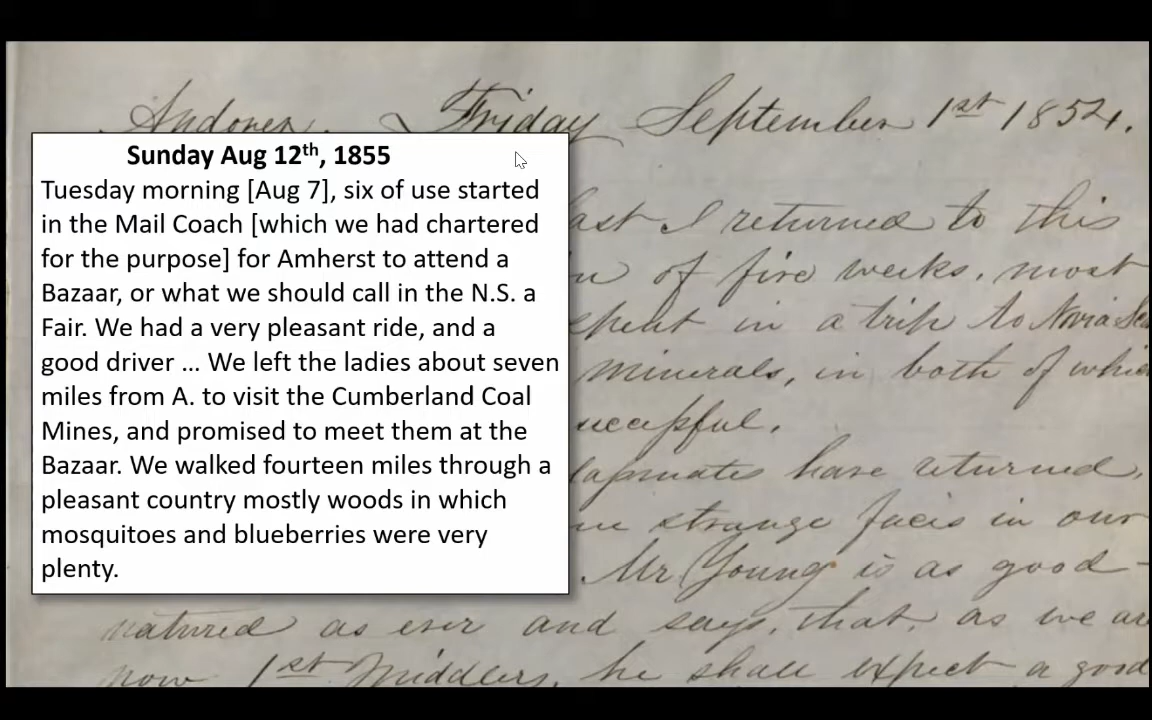 Andover. Friday September 1st 1854.
Sunday Aug 12th, 1855
Tuesday morning [Aug 7], six of use started
in the Mail Coach [which we had chartered
for the purpose] for Amherst to attend a
Bazaar, or what we should call in the N.S. a
Fair. We had a very pleasant ride, and a
good driver ... We left the ladies about seven
miles from A. to visit the Cumberland Coal
Mines, and promised to meet them at the
Bazaar. We walked fourteen miles through a
pleasant country mostly woods in which
mosquitoes and blueberries were very
plenty.
I returned to this
of five weeks, most
in a trip to Nova
minerals, in both of
have returned,
strange faces in our
Mr Young is as good-
natured as ever and says, that, as we are
now 1st Middlers, he shall expect a good